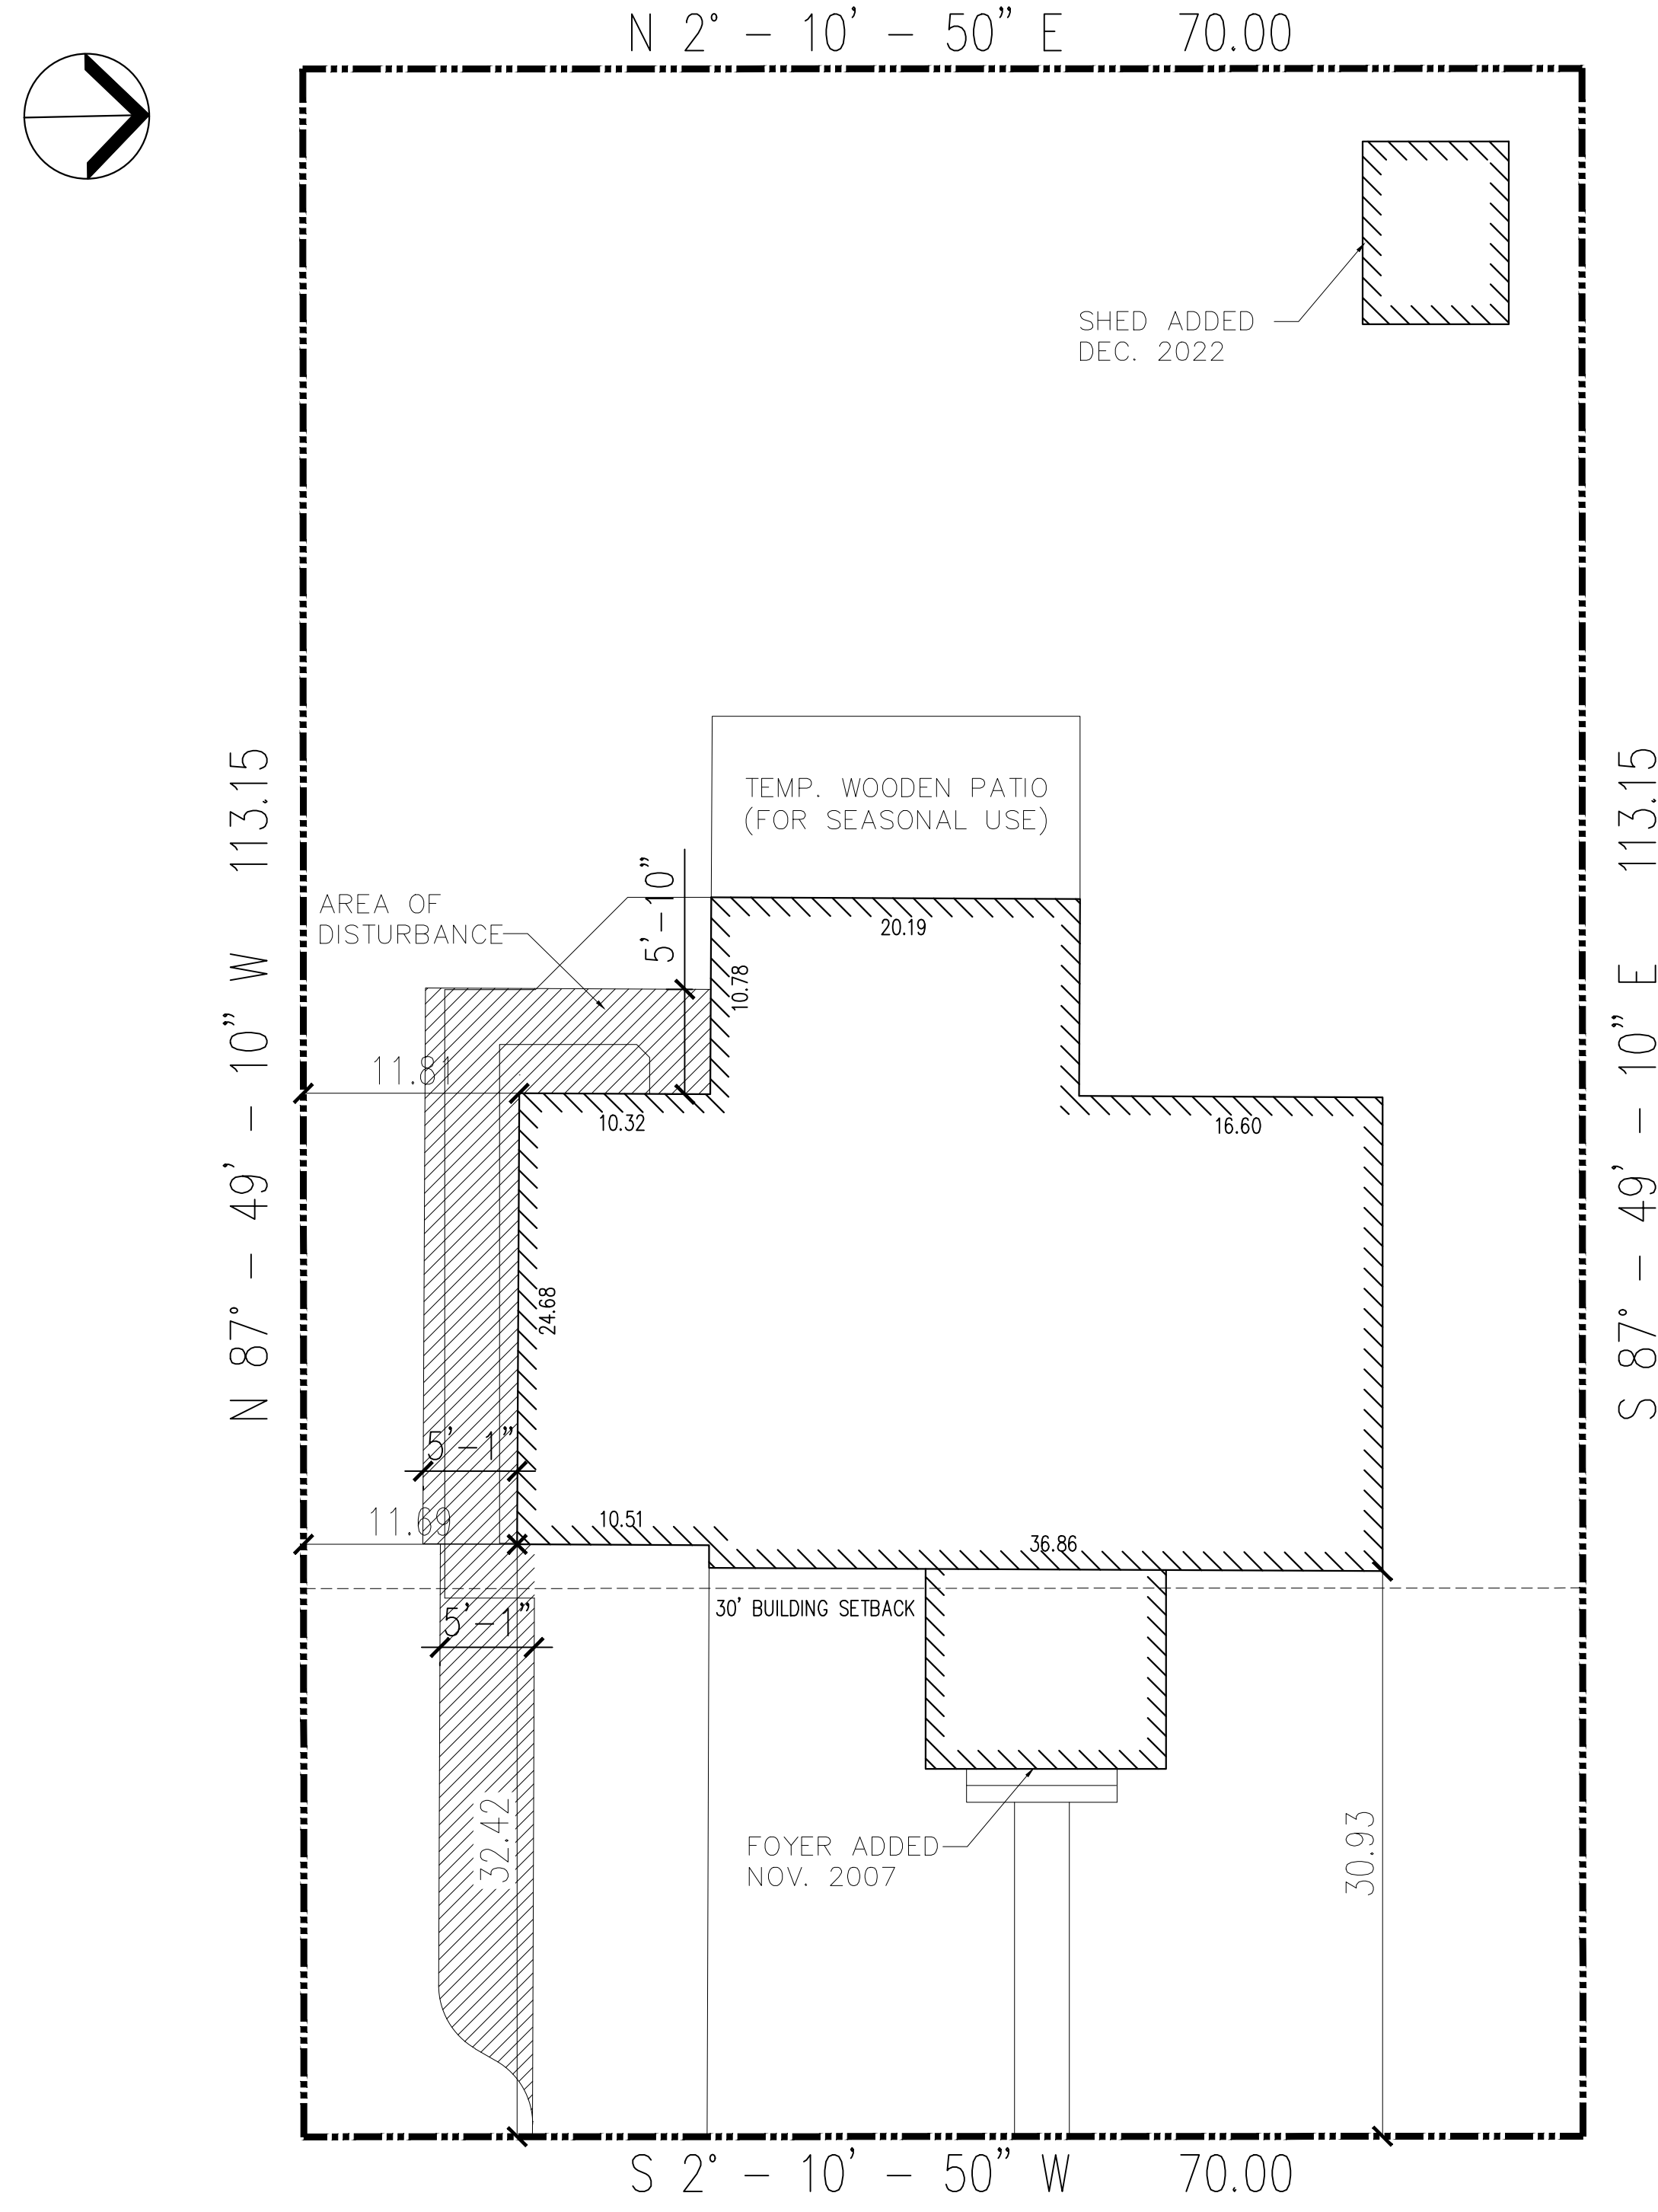 N 2° – 10' – 50" E 70.00
SHED ADDED
DEC. 2022
N 87° – 49' – 10" W 113.15
S 87° – 49' – 10" E 113.15
TEMP. WOODEN PATIO
(FOR SEASONAL USE)
5'–10"
AREA OF
DISTURBANCE
20.19
10.78
11.81
10.32
16.60
24.68
5'–1"
11.69
10.51
36.86
30' BUILDING SETBACK
5'–1"
32.42
FOYER ADDED
NOV. 2007
30.93
S 2° – 10' – 50" W 70.00